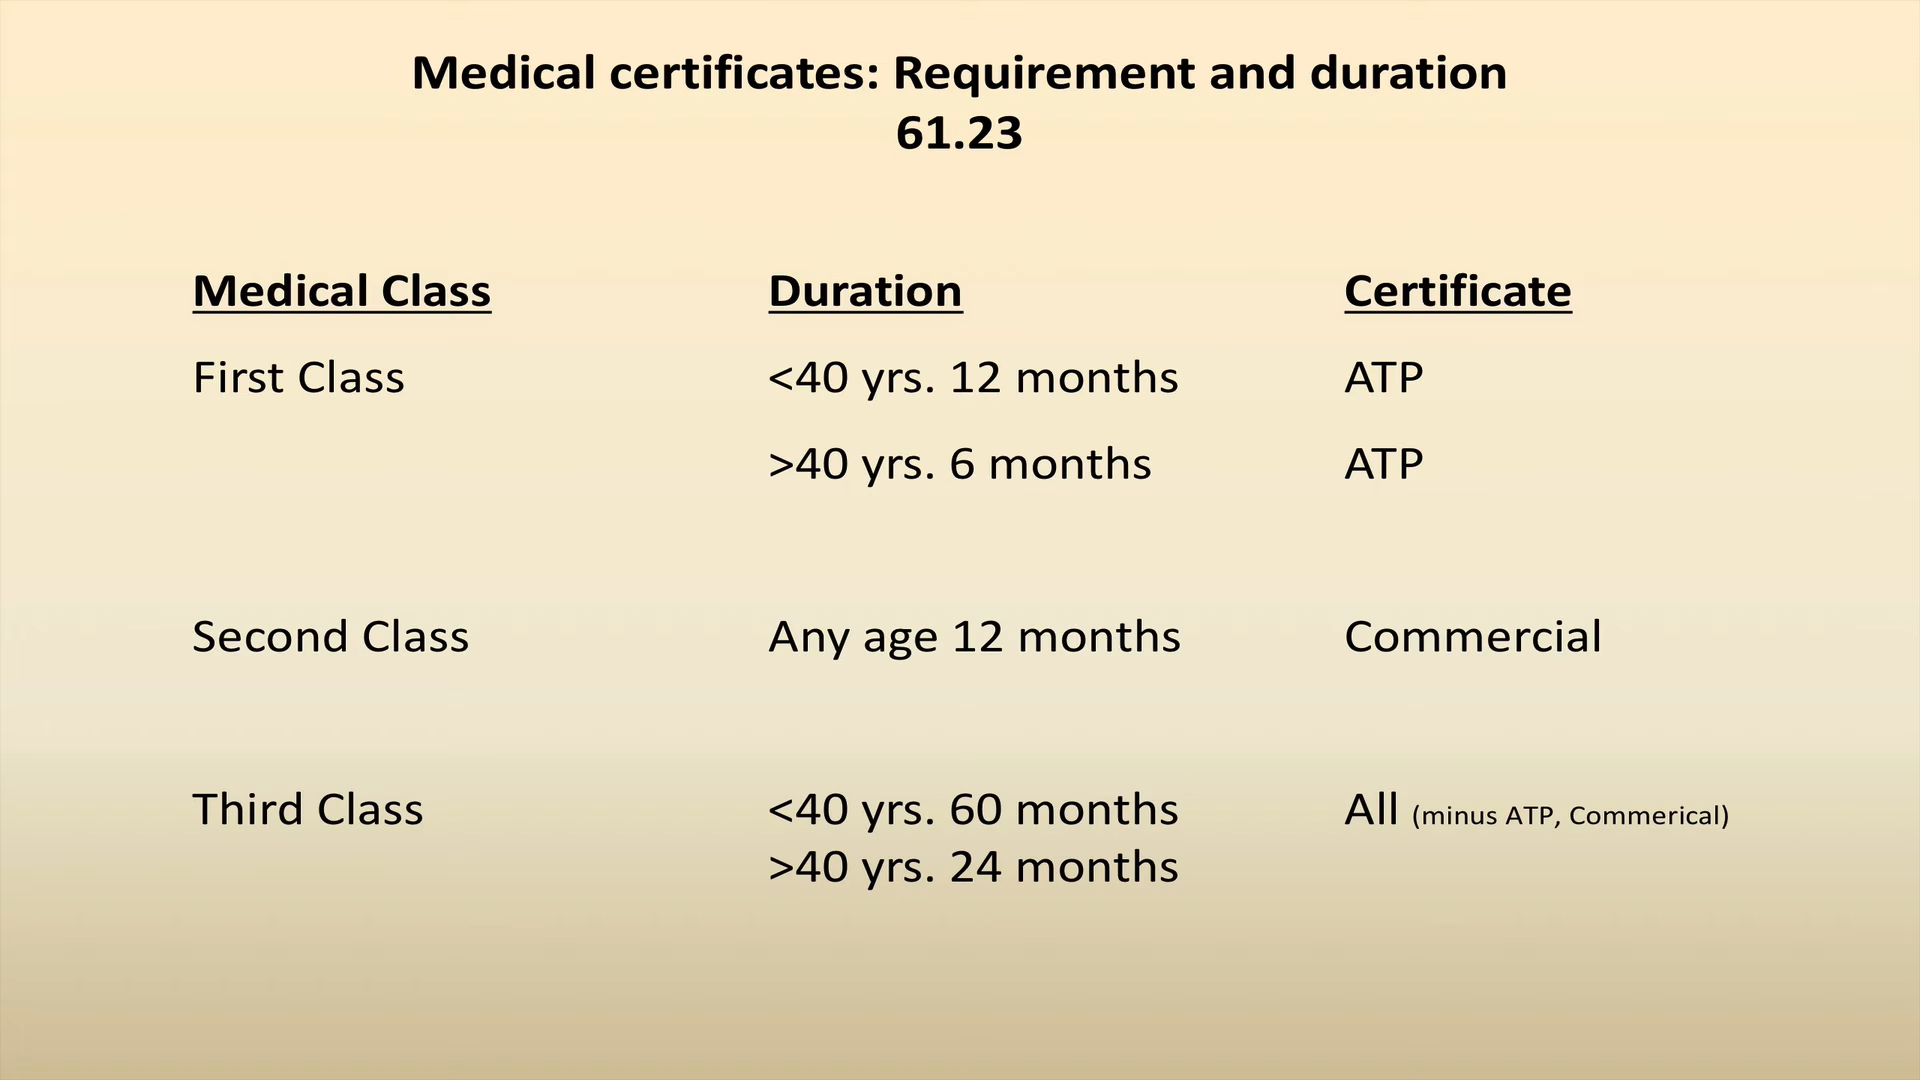 Medical certificates: Requirement and duration
61.23
Medical Class Duration Certificate
First Class <40 yrs. 12 months ATP
>40 yrs. 6 months ATP
Second Class Any age 12 months Commercial
Third Class <40 yrs. 60 months All (minus ATP, Commerical)
>40 yrs. 24 months